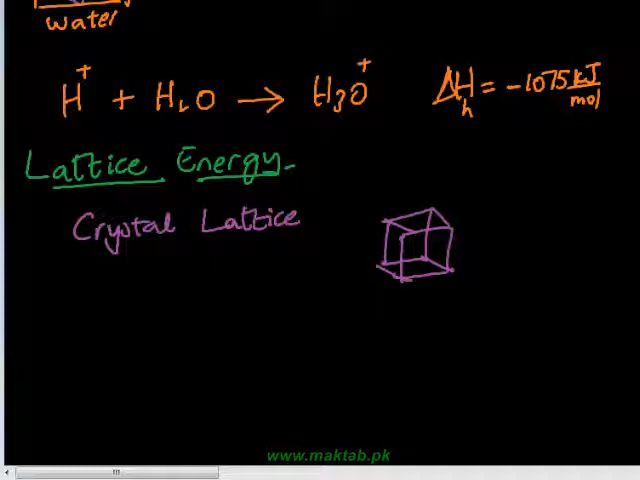 water
H⁺ + H₂O → H₃O⁺ ΔHₕ = -1075 kJ/mol
Lattice Energy-
Crystal Lattice
www.maktab.pk